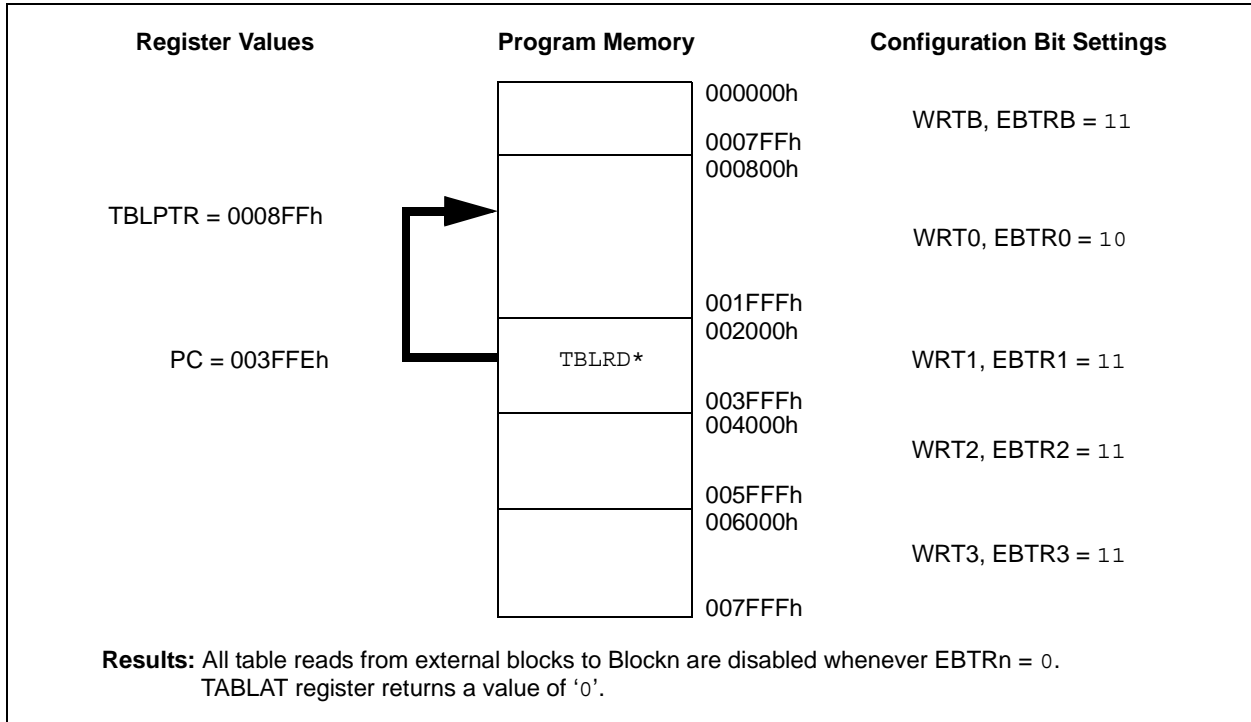 Register Values Program Memory Configuration Bit Settings
000000h
WRTB, EBTRB = 11
0007FFh
000800h
TBLPTR = 0008FFh
WRT0, EBTR0 = 10
001FFFh
002000h
PC = 003FFEh TBLRD* WRT1, EBTR1 = 11
003FFFh
004000h
WRT2, EBTR2 = 11
005FFFh
006000h
WRT3, EBTR3 = 11
007FFFh
Results: All table reads from external blocks to Blockn are disabled whenever EBTRn = 0.
TABLAT register returns a value of ‘0’.